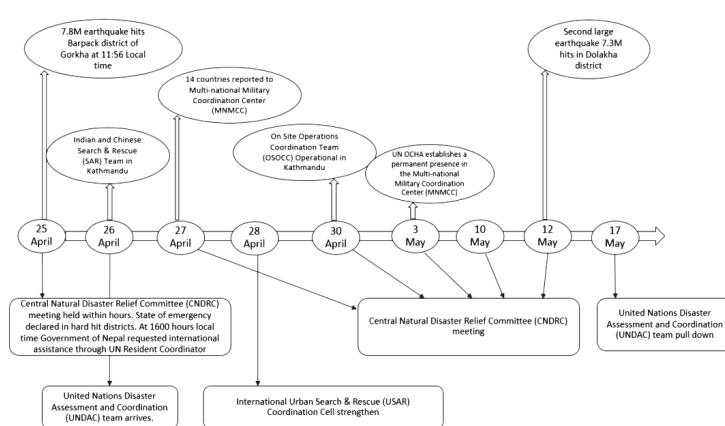 7.8M earthquake hits
Barpack district of
Gorkha at 11:56 Local
time
Indian and Chinese
Search & Rescue
(SAR) Team in
Kathmandu
14 countries reported to
Multi-national Military
Coordination Center
(MNMCC)
On Site Operations
Coordination Team
(OSOCC) Operational in
Kathmandu
UN OCHA establishes a
permanent presence in
the Multi-national
Military Coordination
Center (MNMCC)
Second large
earthquake 7.3M
hits in Dolakha
district
25
April
26
April
27
April
28
April
30
April
3
May
10
May
12
May
17
May
Central Natural Disaster Relief Committee (CNDRC)
meeting held within hours. State of emergency
declared in hard hit districts. At 1600 hours local
time Government of Nepal requested international
assistance through UN Resident Coordinator
Central Natural Disaster Relief Committee (CNDRC)
meeting
United Nations Disaster
Assessment and Coordination
(UNDAC) team pull down
United Nations Disaster
Assessment and Coordination
(UNDAC) team arrives.
International Urban Search & Rescue (USAR)
Coordination Cell strengthen